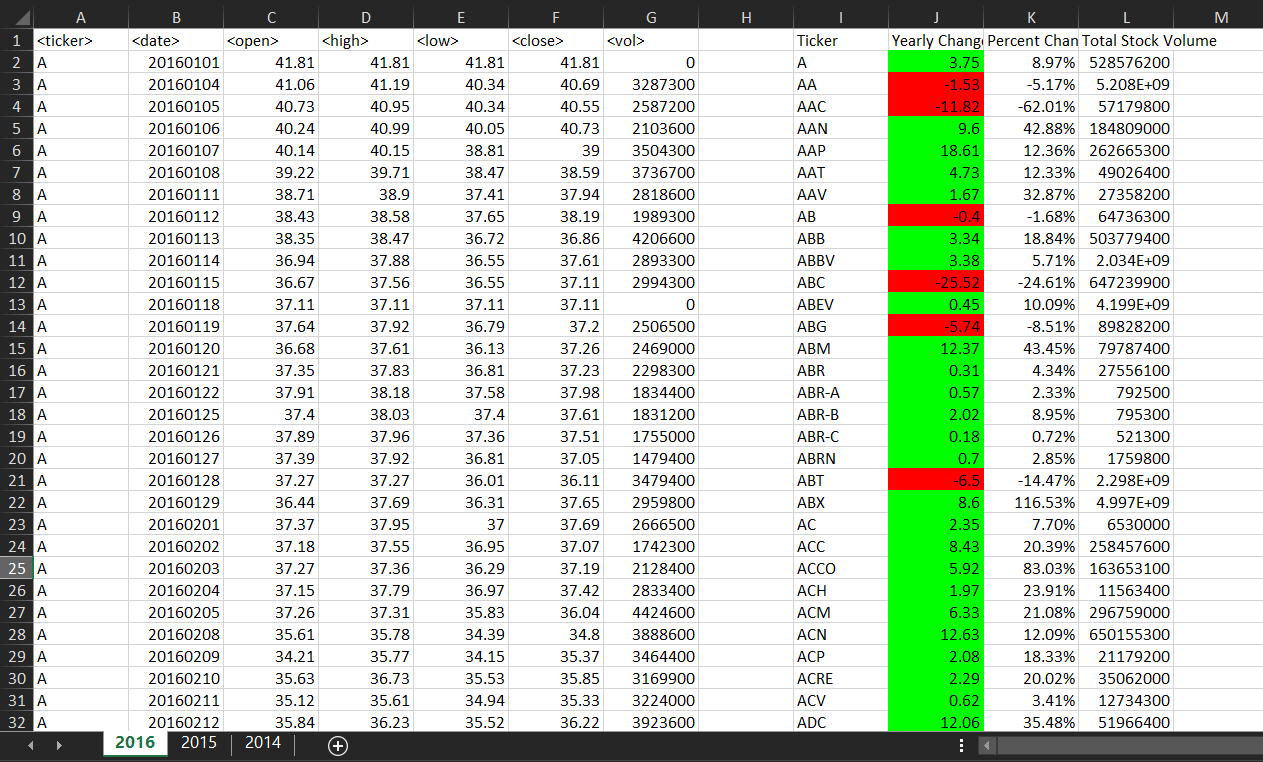 A B C D E F G H I J K L M
1 <ticker> <date> <open> <high> <low> <close> <vol> Ticker Yearly Chang Percent Chan Total Stock Volume
2 A 20160101 41.81 41.81 41.81 41.81 0 A 3.75 8.97% 528576200
3 A 20160104 41.06 41.19 40.34 40.69 3287300 AA -1.53 -5.17% 5.208E+09
4 A 20160105 40.73 40.95 40.34 40.55 2587200 AAC -11.82 -62.01% 57179800
5 A 20160106 40.24 40.99 40.05 40.73 2103600 AAN 9.6 42.88% 184809000
6 A 20160107 40.14 40.15 38.81 39 3504300 AAP 18.61 12.36% 262665300
7 A 20160108 39.22 39.71 38.47 38.59 3736700 AAT 4.73 12.33% 49026400
8 A 20160111 38.71 38.9 37.41 37.94 2818600 AAV 1.67 32.87% 27358200
9 A 20160112 38.43 38.58 37.65 38.19 1989300 AB -0.4 -1.68% 64736300
10 A 20160113 38.35 38.47 36.72 36.86 4206600 ABB 3.34 18.84% 503779400
11 A 20160114 36.94 37.88 36.55 37.61 2893300 ABBV 3.38 5.71% 2.034E+09
12 A 20160115 36.67 37.56 36.55 37.11 2994300 ABC -25.52 -24.61% 647239900
13 A 20160118 37.11 37.11 37.11 37.11 0 ABEV 0.45 10.09% 4.199E+09
14 A 20160119 37.64 37.92 36.79 37.2 2506500 ABG -5.74 -8.51% 89828200
15 A 20160120 36.68 37.61 36.13 37.26 2469000 ABM 12.37 43.45% 79787400
16 A 20160121 37.35 37.83 36.81 37.23 2298300 ABR 0.31 4.34% 27556100
17 A 20160122 37.91 38.18 37.58 37.98 1834400 ABR-A 0.57 2.33% 792500
18 A 20160125 37.4 38.03 37.4 37.61 1831200 ABR-B 2.02 8.95% 795300
19 A 20160126 37.89 37.96 37.36 37.51 1755000 ABR-C 0.18 0.72% 521300
20 A 20160127 37.39 37.92 36.81 37.05 1479400 ABRN 0.7 2.85% 1759800
21 A 20160128 37.27 37.27 36.01 36.11 3479400 ABT -6.5 -14.47% 2.298E+09
22 A 20160129 36.44 37.69 36.31 37.65 2959800 ABX 8.6 116.53% 4.997E+09
23 A 20160201 37.37 37.95 37 37.69 2666500 AC 2.35 7.70% 6530000
24 A 20160202 37.18 37.55 36.95 37.07 1742300 ACC 8.43 20.39% 258457600
25 A 20160203 37.27 37.36 36.29 37.19 2128400 ACCO 5.92 83.03% 163653100
26 A 20160204 37.15 37.79 36.97 37.42 2833400 ACH 1.97 23.91% 11563400
27 A 20160205 37.26 37.31 35.83 36.04 4424600 ACM 6.33 21.08% 296759000
28 A 20160208 35.61 35.78 34.39 34.8 3888600 ACN 12.63 12.09% 650155300
29 A 20160209 34.21 35.77 34.15 35.37 3464400 ACP 2.08 18.33% 21179200
30 A 20160210 35.63 36.73 35.53 35.85 3169900 ACRE 2.29 20.02% 35062000
31 A 20160211 35.12 35.61 34.94 35.33 3224000 ACV 0.62 3.41% 12734300
32 A 20160212 35.84 36.23 35.52 36.22 3923600 ADC 12.06 35.48% 51966400
2016 2015 2014